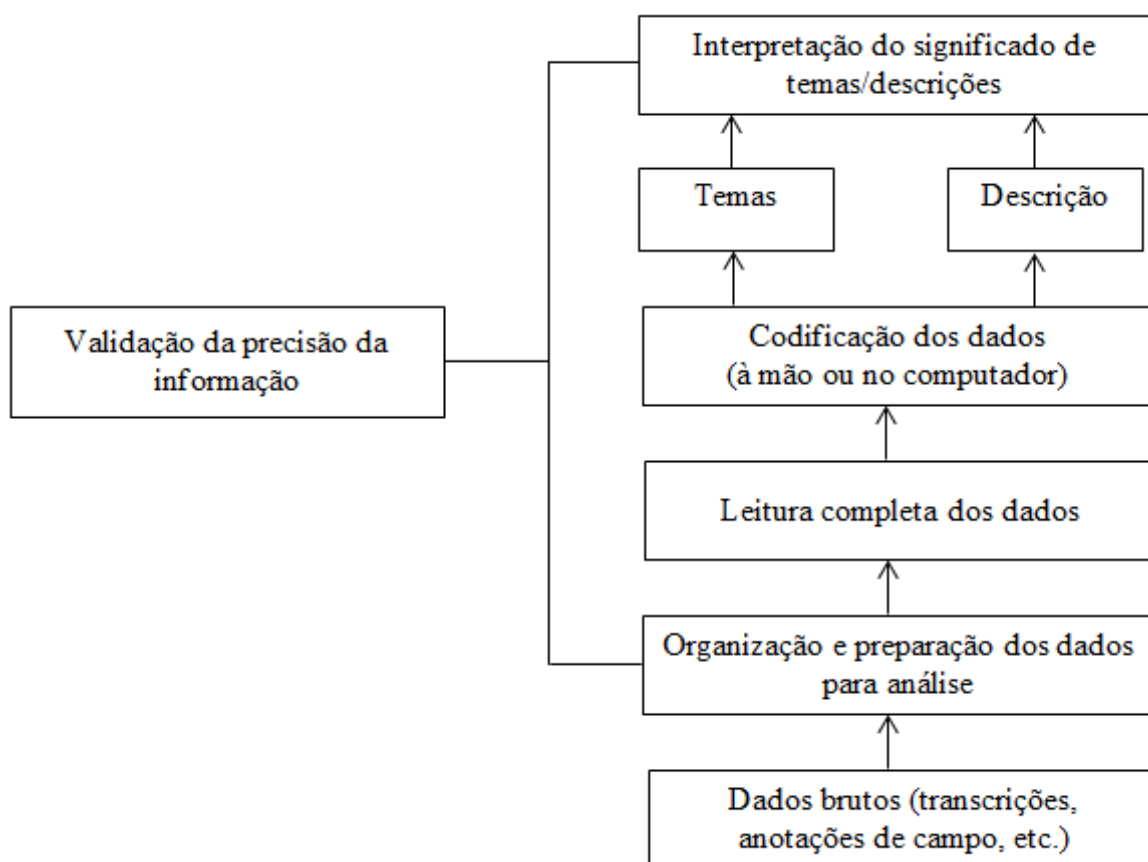 Interpretação do significado de
temas/descrições
Temas
Descrição
Validação da precisão da
informação
Codificação dos dados
(à mão ou no computador)
Leitura completa dos dados
Organização e preparação dos dados
para análise
Dados brutos (transcrições,
anotações de campo, etc.)